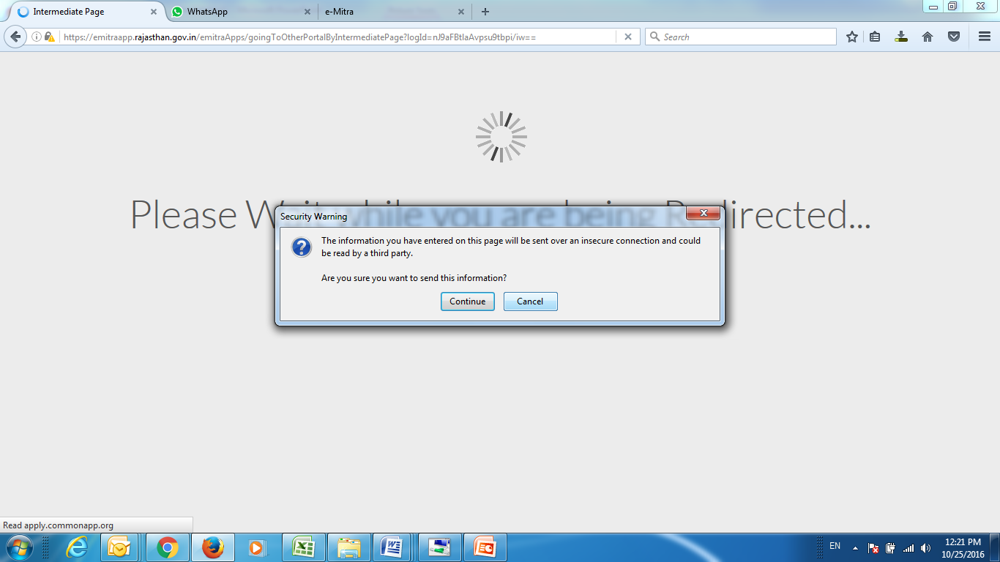 Intermediate Page
WhatsApp
e-Mitra
https://emitraapp.rajasthan.gov.in/emitraApps/goingToOtherPortalByIntermediatePage?logId=nJ9aFBtlaAvpsu9tbpi/iw==
Search
Please Wait while you are being Redirected...
Security Warning
The information you have entered on this page will be sent over an insecure connection and could
be read by a third party.
Are you sure you want to send this information?
Continue
Cancel
Read apply.commonapp.org
EN
12:21 PM
10/25/2016